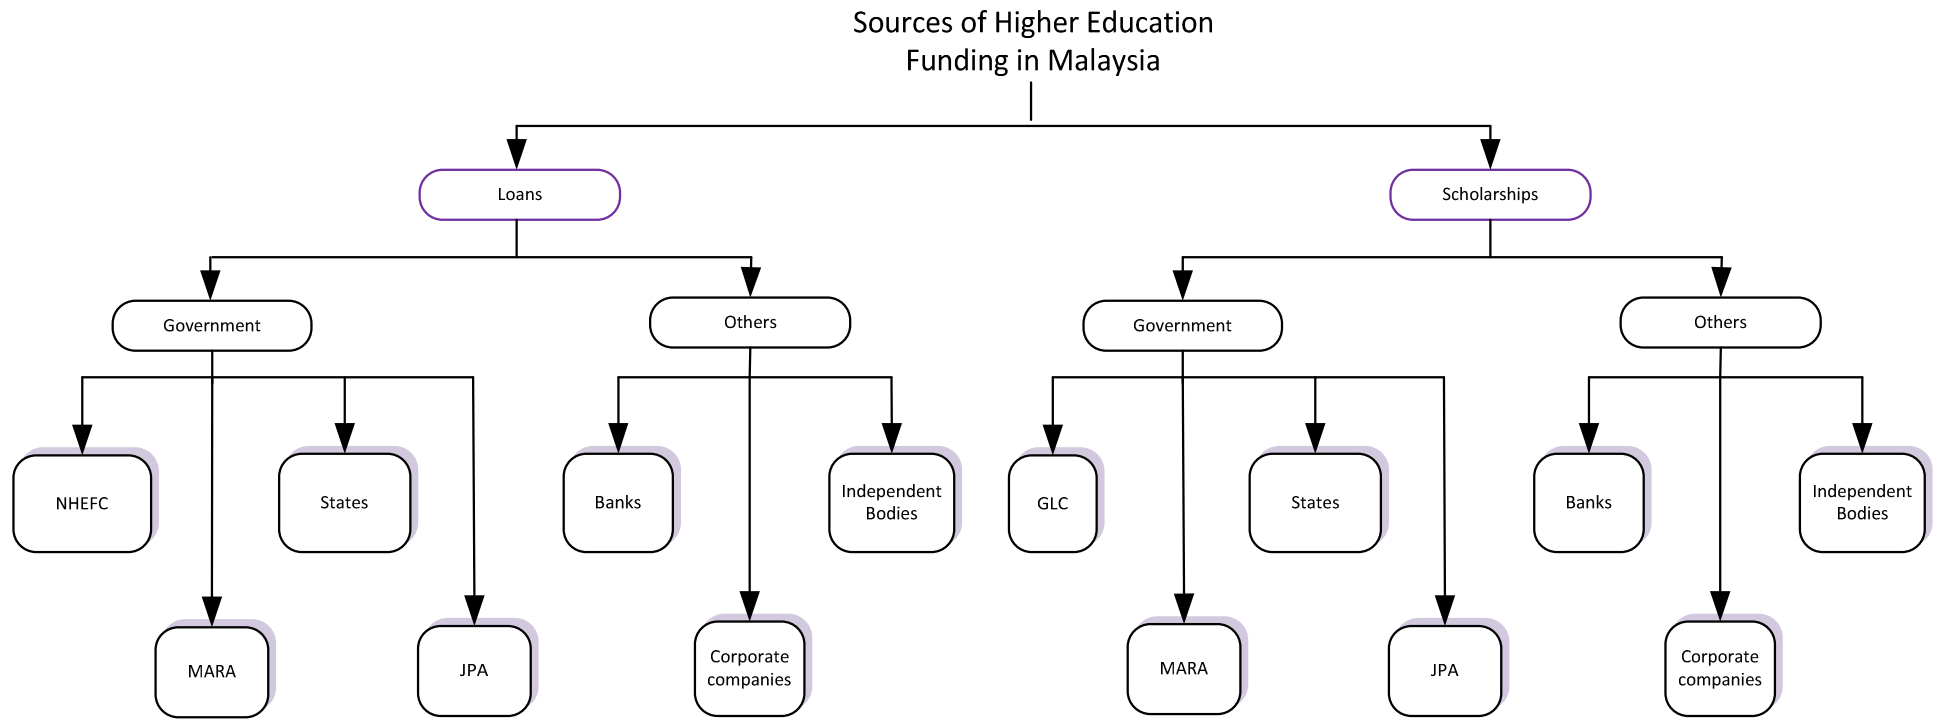 Sources of Higher Education
Funding in Malaysia
Loans
Scholarships
Government
Others
Government
Others
NHEFC
States
Banks
Independent
Bodies
GLC
States
Banks
Independent
Bodies
MARA
JPA
Corporate
companies
MARA
JPA
Corporate
companies